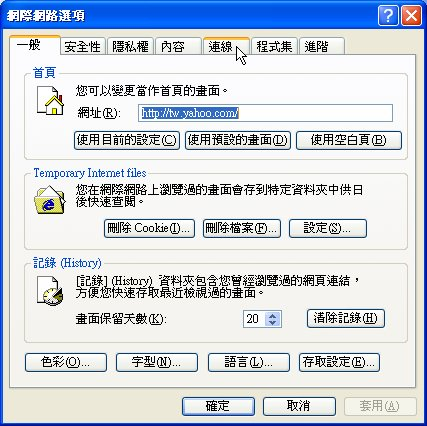 網際網路選項
一般 安全性 隱私權 內容 連線 程式集 進階
首頁
您可以變更當作首頁的畫面。
網址(R): http://tw.yahoo.com/
使用目前的設定(C) 使用預設的畫面(D) 使用空白頁(B)
Temporary Internet files
您在網際網路上瀏覽過的畫面會存到特定資料夾中供日
後快速查閱。
刪除 Cookie(I)... 刪除檔案(F)... 設定(S)...
記錄 (History)
[記錄] (History) 資料夾包含您曾經瀏覽過的網頁連結，
方便您快速存取最近檢視過的畫面。
畫面保留天數(K): 20 清除記錄(H)
色彩(O)... 字型(N)... 語言(L)... 存取設定(E)...
確定 取消 套用(A)